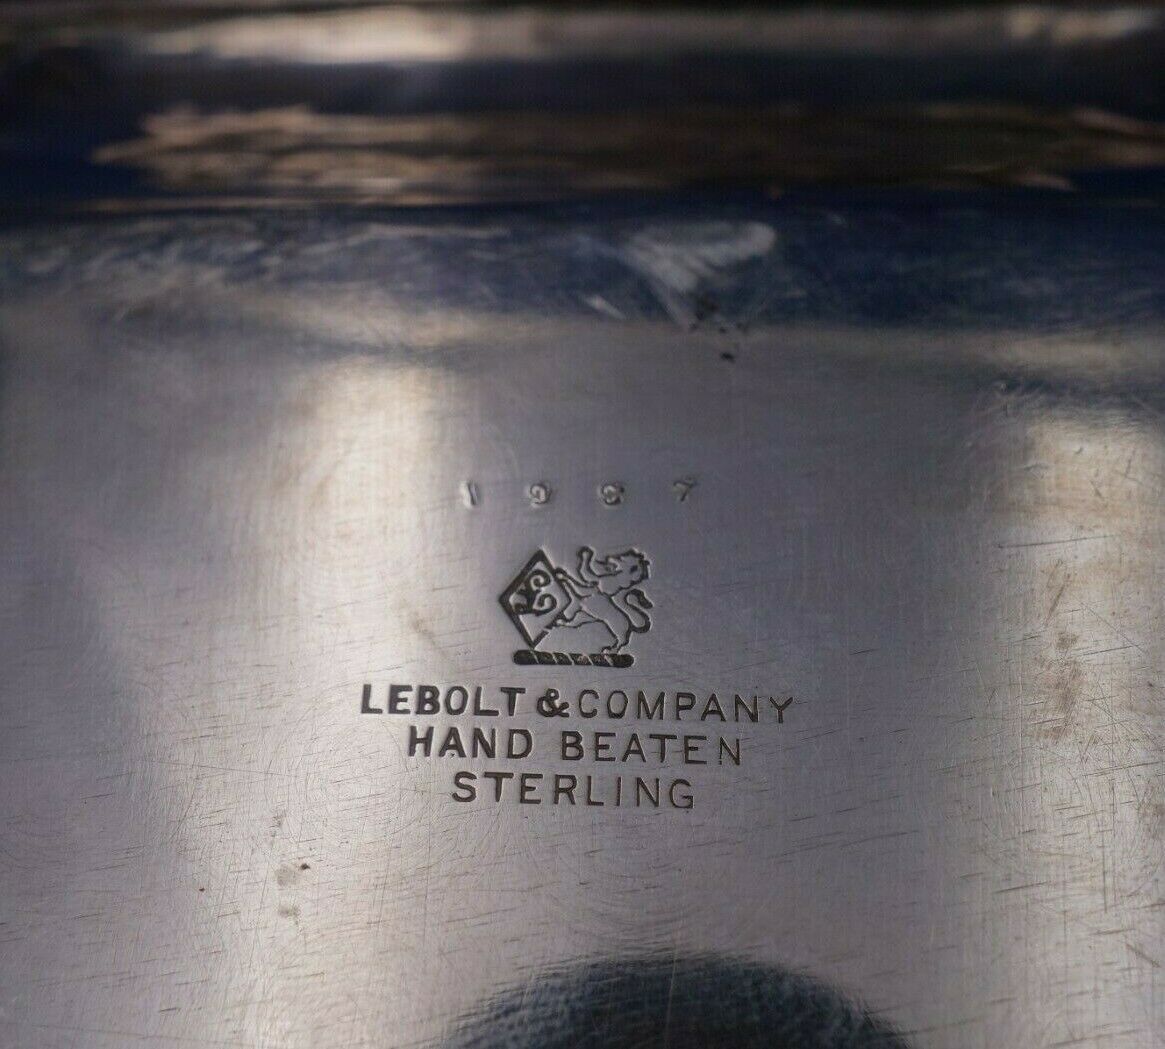 LEBOLT & COMPANY
HAND BEATEN
STERLING